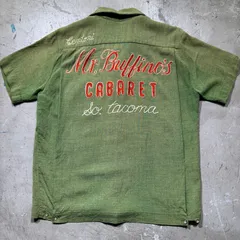 Mr. Buffino's
CABARET
So. Tacoma